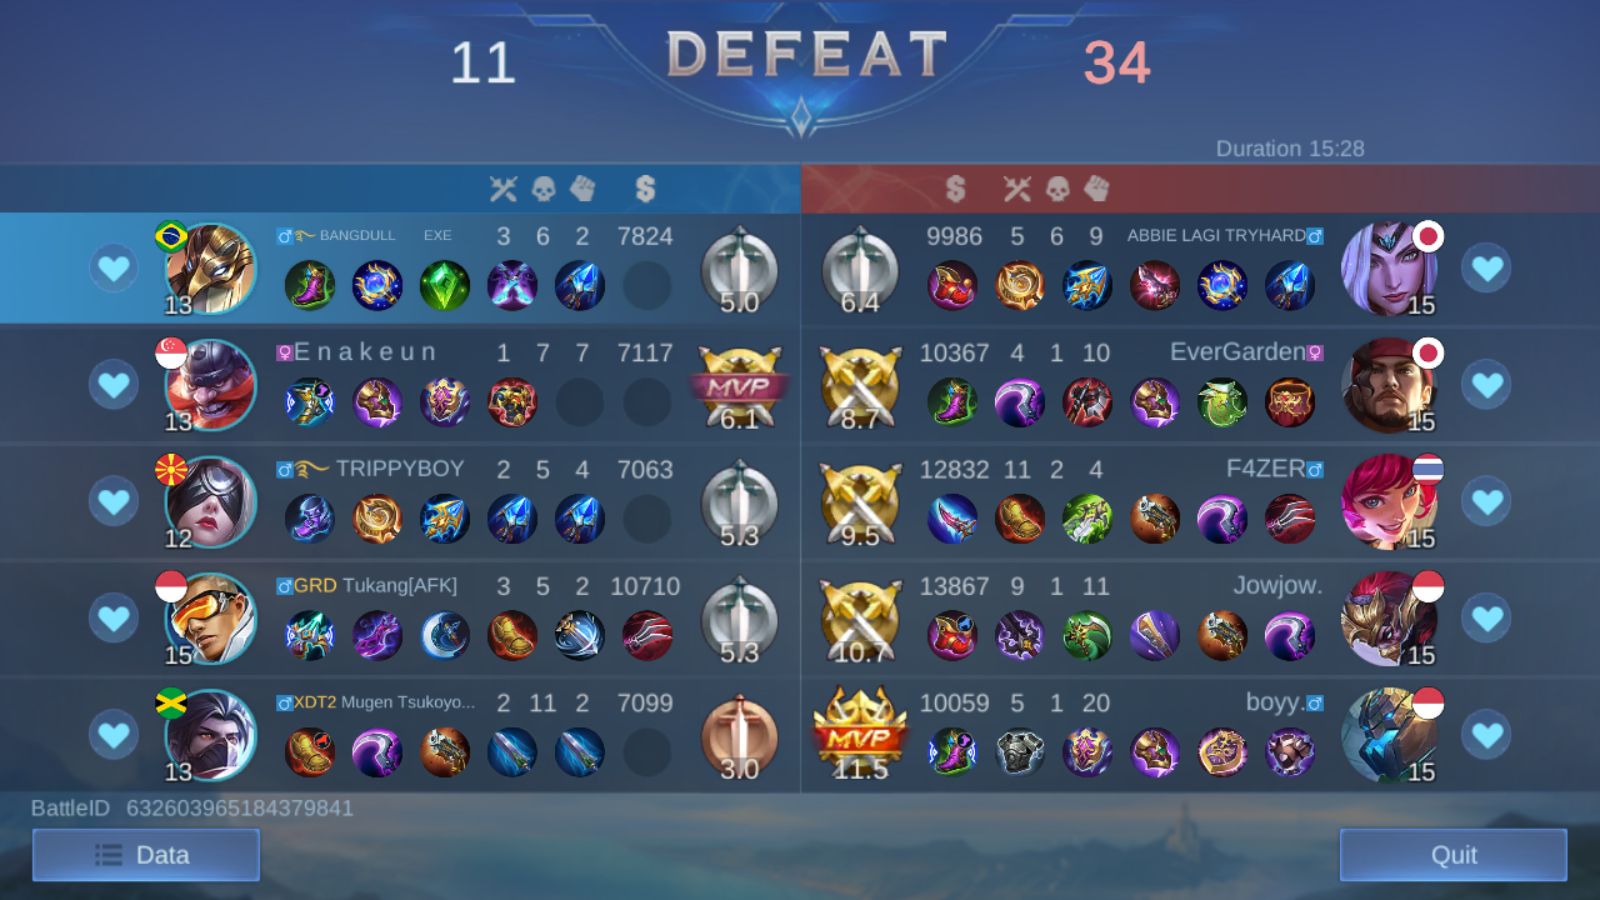 11 DEFEAT 34
Duration 15:28
BANGDULL EXE 3 6 2 7824
13 5.0
6.4 9986 5 6 9 ABBIE LAGI TRYHARD
15
Enakeun 1 7 7 7117
13 MVP 6.1
8.7 10367 4 1 10 EverGarden
15
TRIPPYBOY 2 5 4 7063
12 5.3
9.5 12832 11 2 4 F4ZER
15
GRD Tukang[AFK] 3 5 2 10710
15 5.3
10.7 13867 9 1 11 Jowjow.
15
XDT2 Mugen Tsukoyo... 2 11 2 7099
13 3.0
MVP 11.5 10059 5 1 20 boyy.
15
BattleID 632603965184379841
Data Quit